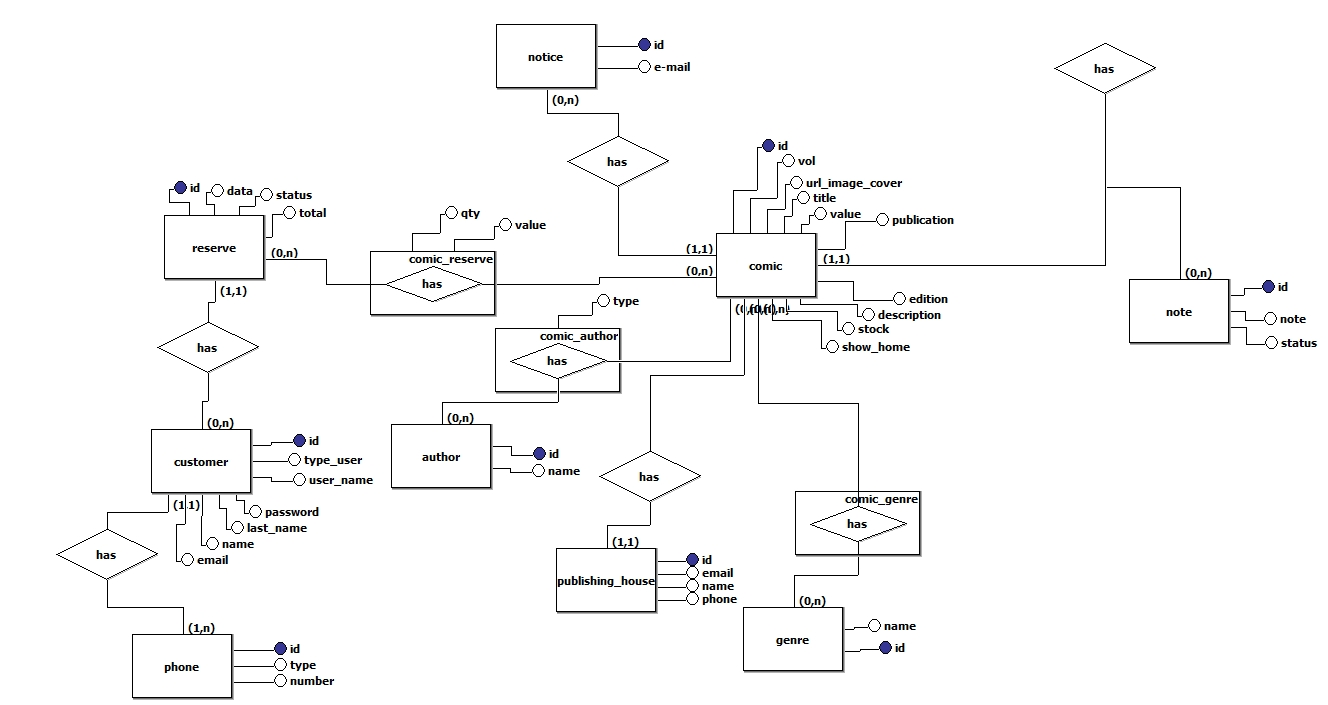 notice
id
e-mail
(0,n)
has
has
id
vol
url_image_cover
title
value
publication
comic
(1,1)
(1,1)
(0,n)
edition
description
stock
show_home
id
data
status
total
reserve
(0,n)
(1,1)
qty
value
comic_reserve
has
type
comic_author
has
(0,n)
id
note
status
note
has
(0,n)
customer
id
type_user
user_name
(1,1)
password
last_name
name
email
(0,n)
author
id
name
has
has
(1,1)
publishing_house
id
email
name
phone
comic_genre
has
(0,n)
genre
name
id
(1,n)
phone
id
type
number